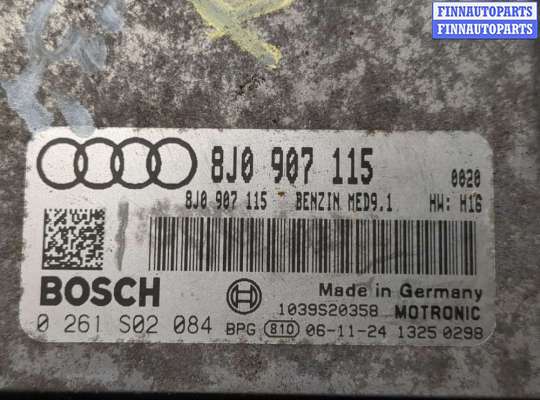 FINNAUTOPARTS
FINNAUTOPARTS
8J0 907 115
0020
8J0 907 115 BENZIN MED9.1 HW: H16
BOSCH
Made in Germany
1039S20358 MOTRONIC
0 261 S02 084 BPG 810 06-11-24 1325 0298